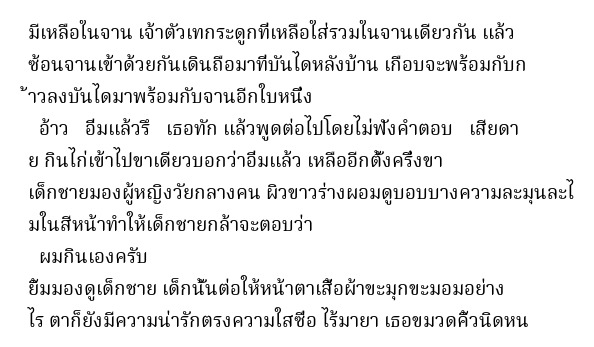 มีเหลือในจาน เจ้าตัวเทกระดูกที่เหลือใส่รวมในจานเดียวกัน แล้ว
ซ้อนจานเข้าด้วยกันเดินถือมาที่บันไดหลังบ้าน เกือบจะพร้อมกับก
้าวลงบันไดมาพร้อมกับจานอีกใบหนึ่ง
อ้าว อิ่มแล้วรึ เธอทัก แล้วพูดต่อไปโดยไม่ฟังคำตอบ เสียดา
ย กินไก่เข้าไปขาเดียวบอกว่าอิ่มแล้ว เหลืออีกตั้งครึ่งขา
เด็กชายมองผู้หญิงวัยกลางคน ผิวขาวร่างผอมดูบอบบางความละมุนละไ
มในสีหน้าทำให้เด็กชายกล้าจะตอบว่า
ผมกินเองครับ
ยิ้มมองดูเด็กชาย เด็กนั้นต่อให้หน้าตาเสื้อผ้าขะมุกขะมอมอย่าง
ไร ตาก็ยังมีความน่ารักตรงความใสซื่อ ไร้มายา เธอขมวดคิ้วนิดหน